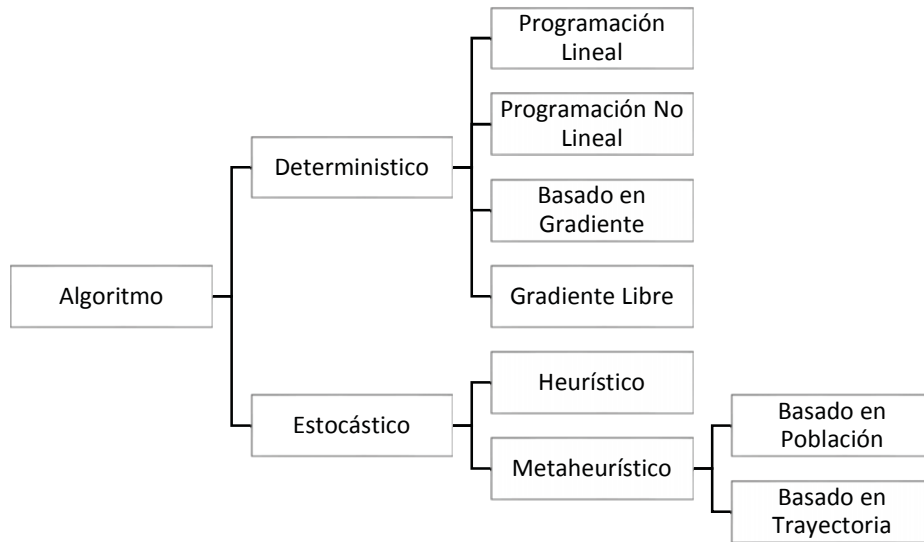 Programación
Lineal
Programación No
Lineal
Deterministico
Basado en
Gradiente
Algoritmo
Gradiente Libre
Heurístico
Estocástico
Basado en
Población
Metaheurístico
Basado en
Trayectoria